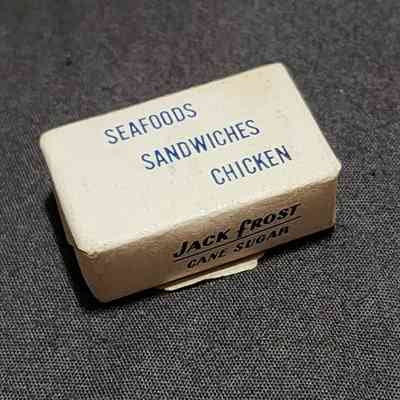 SEAFOODS
SANDWICHES
CHICKEN
JACK FROST
CANE SUGAR